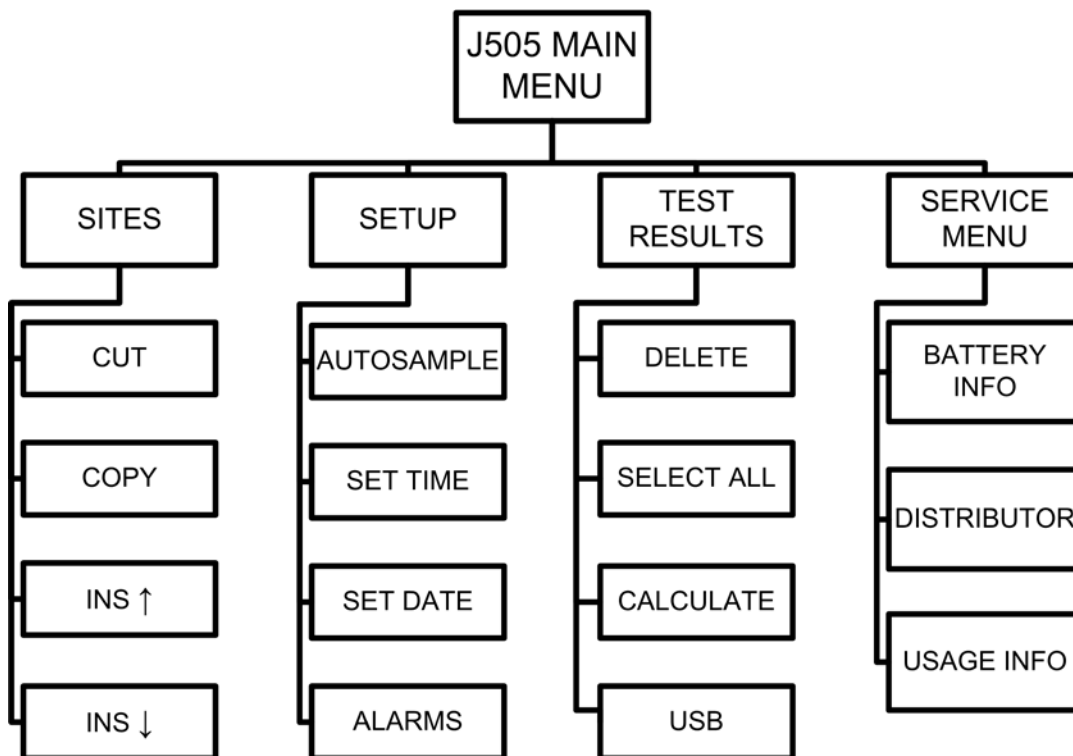 J505 MAIN
MENU
SITES
SETUP
TEST
RESULTS
SERVICE
MENU
CUT
COPY
INS ↑
INS ↓
AUTOSAMPLE
SET TIME
SET DATE
ALARMS
DELETE
SELECT ALL
CALCULATE
USB
BATTERY
INFO
DISTRIBUTOR
USAGE INFO